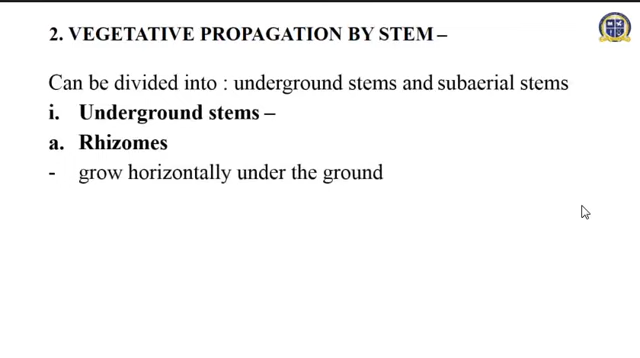 2. VEGETATIVE PROPAGATION BY STEM –
Can be divided into : underground stems and subaerial stems
i. Underground stems –
a. Rhizomes
- grow horizontally under the ground